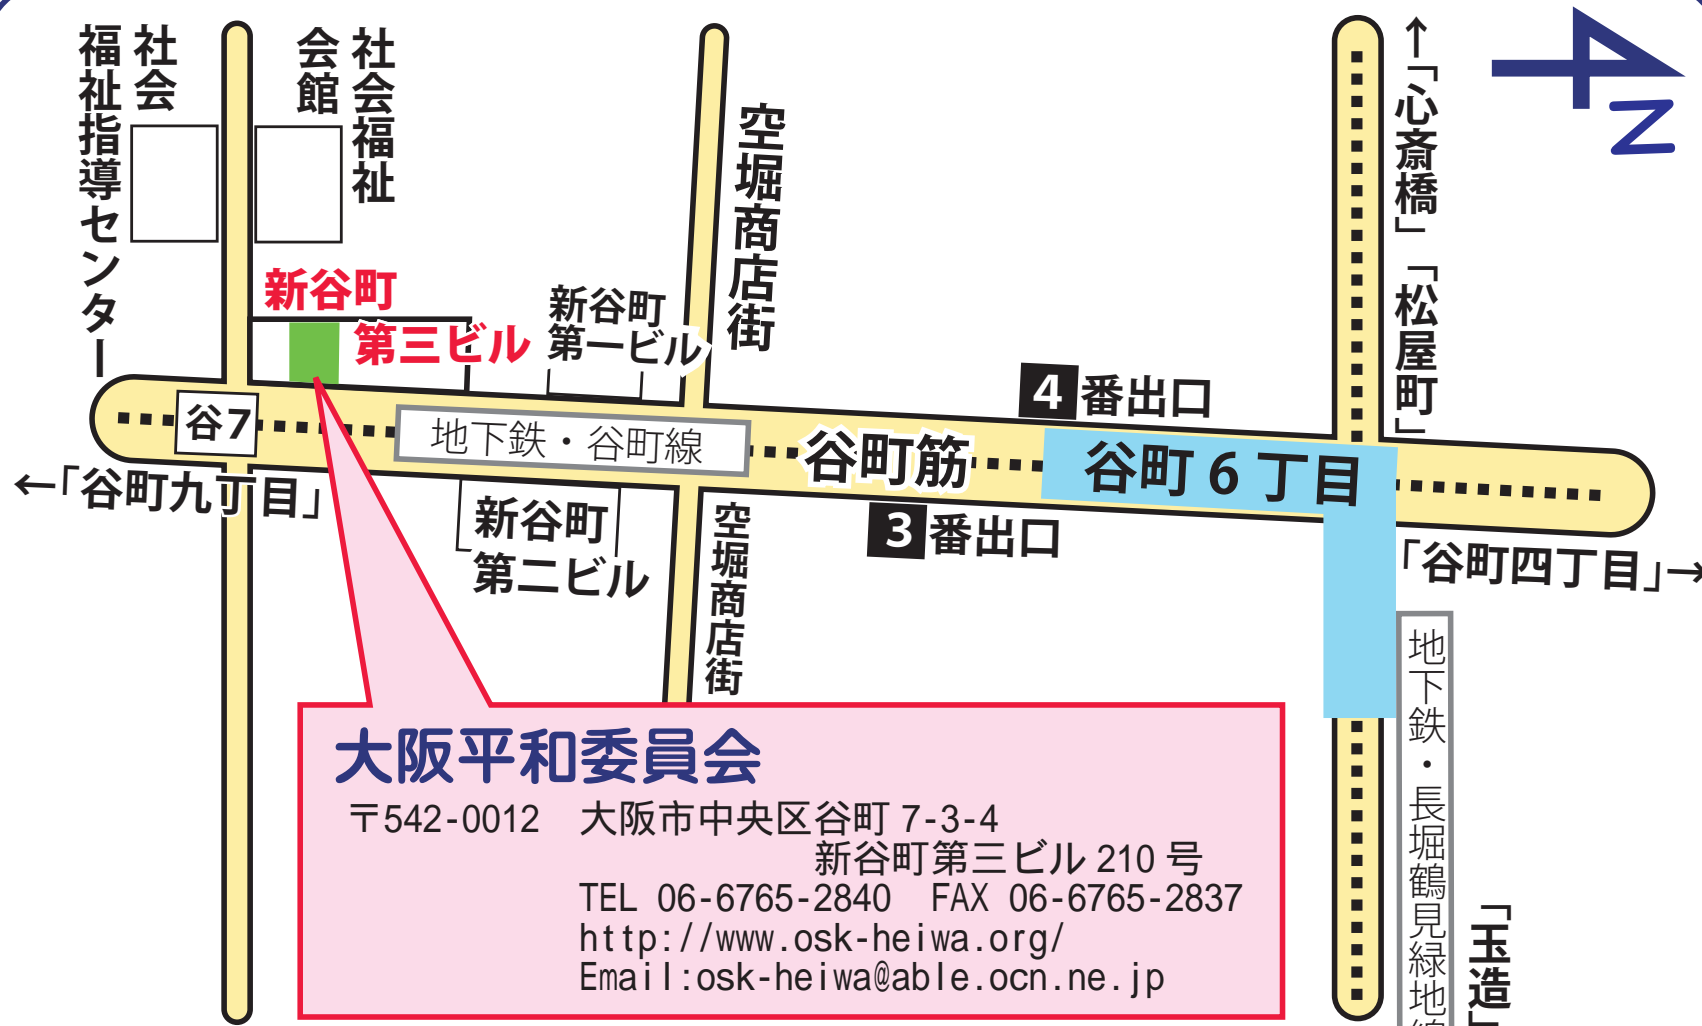 社会
福祉指導センター
社会福祉
会館
空堀商店街
←「心斎橋」「松屋町」
N
新谷町
第三ビル
新谷町
第一ビル
4番出口
谷7
地下鉄・谷町線
谷町筋
谷町6丁目
←「谷町九丁目」
新谷町
第二ビル
空堀商店街
3番出口
「谷町四丁目」→
地下鉄・長堀鶴見緑地線
「玉造」
大阪平和委員会
〒542-0012 大阪市中央区谷町 7-3-4
新谷町第三ビル 210 号
TEL 06-6765-2840 FAX 06-6765-2837
http://www.osk-heiwa.org/
Email:osk-heiwa@able.ocn.ne.jp